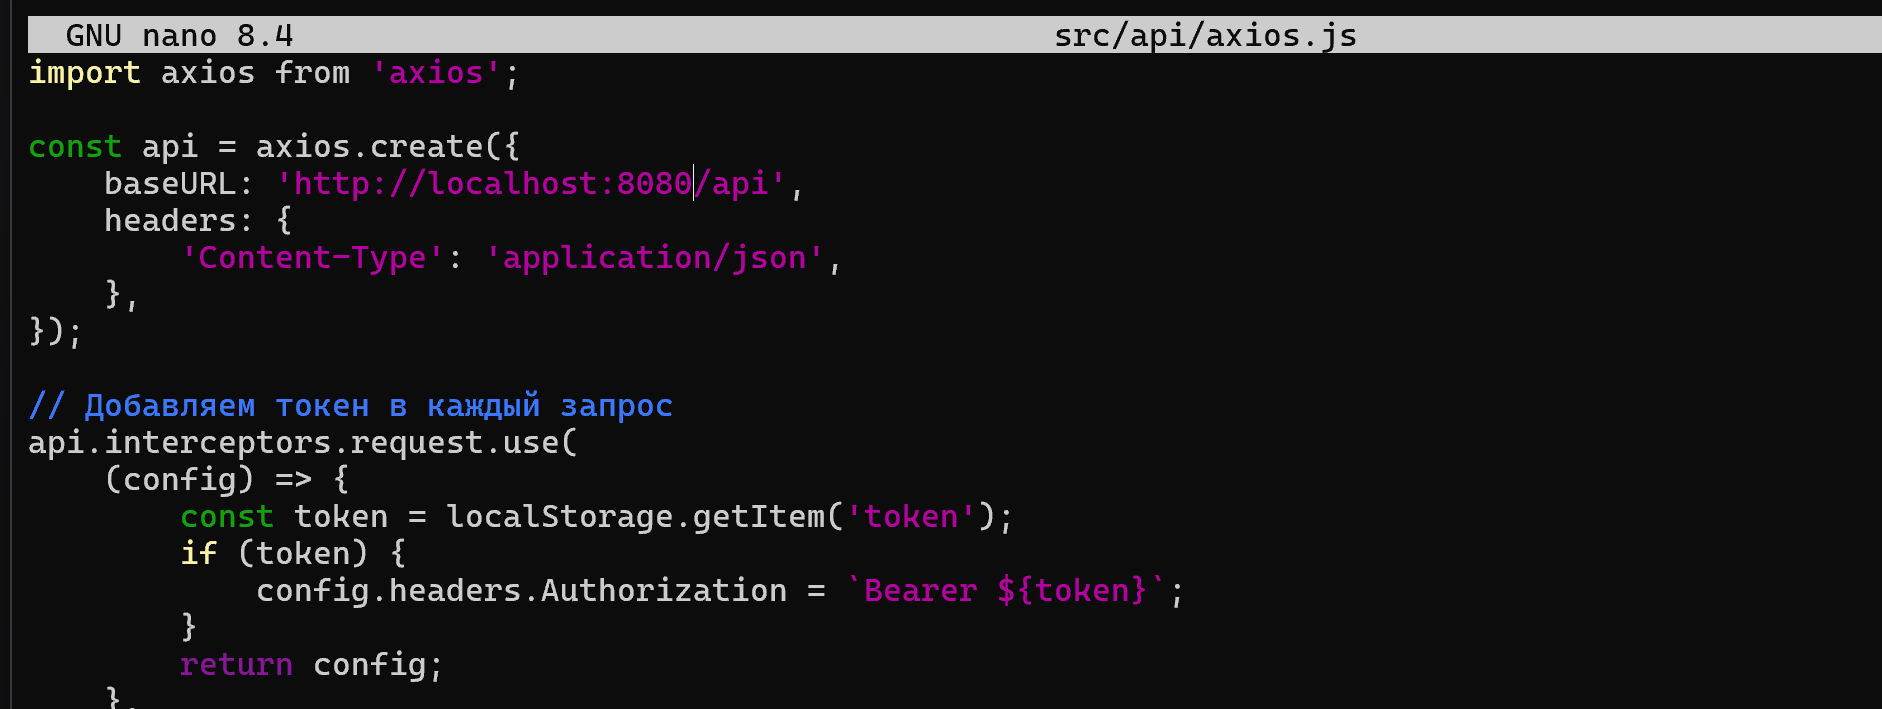 GNU nano 8.4 src/api/axios.js
import axios from 'axios';
const api = axios.create({
baseURL: 'http://localhost:8080/api',
headers: {
'Content-Type': 'application/json',
},
});
// Добавляем токен в каждый запрос
api.interceptors.request.use(
(config) => {
const token = localStorage.getItem('token');
if (token) {
config.headers.Authorization = `Bearer ${token}`;
}
return config;
},